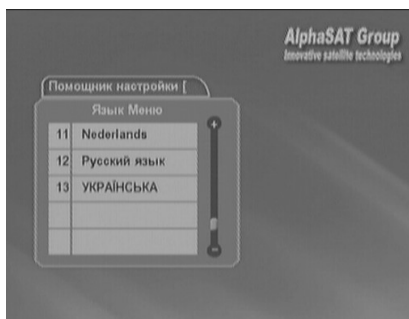 AlphaSAT Group
Innovative satellite technologies
Помощник настройки [
Язык Меню
11 Nederlands
12 Русский язык
13 УКРАЇНСЬКА